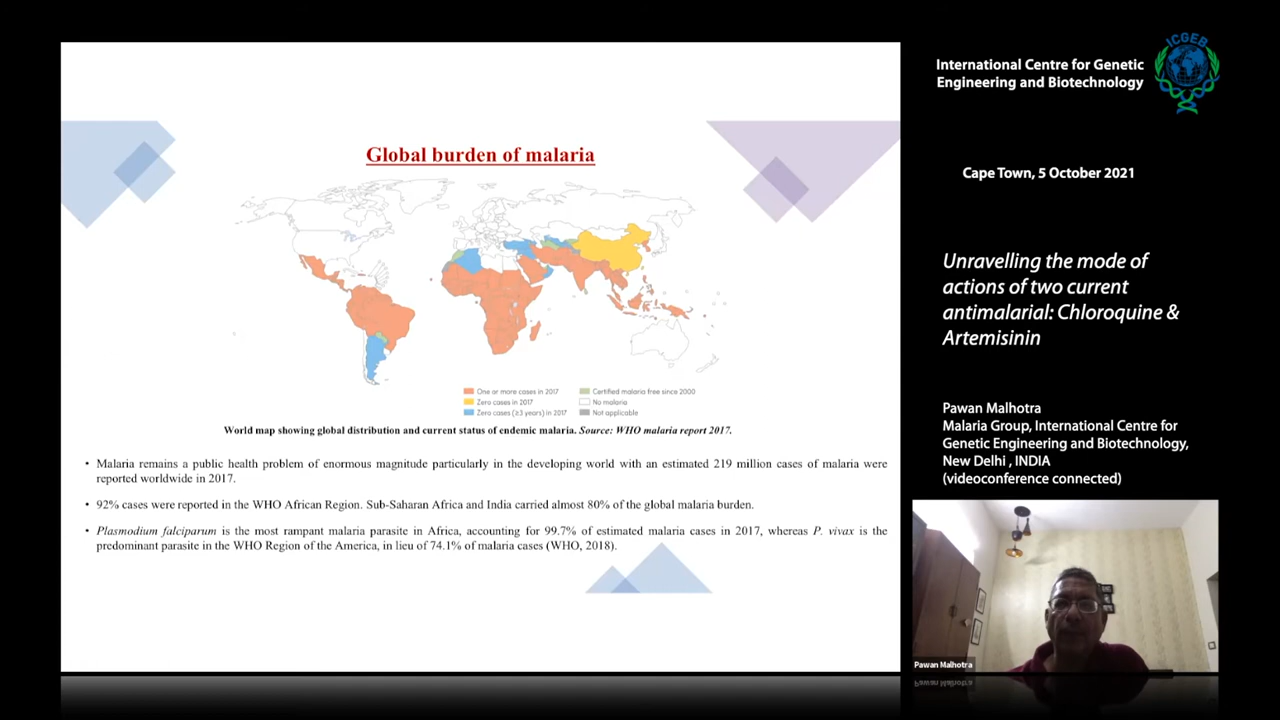 Global burden of malaria
One or more cases in 2017
Zero cases in 2017
Zero cases (≥3 years) in 2017
Certified malaria free since 2000
No malaria
Not applicable
World map showing global distribution and current status of endemic malaria. Source: WHO malaria report 2017.
• Malaria remains a public health problem of enormous magnitude particularly in the developing world with an estimated 219 million cases of malaria were
reported worldwide in 2017.
• 92% cases were reported in the WHO African Region. Sub-Saharan Africa and India carried almost 80% of the global malaria burden.
• Plasmodium falciparum is the most rampant malaria parasite in Africa, accounting for 99.7% of estimated malaria cases in 2017, whereas P. vivax is the
predominant parasite in the WHO Region of the America, in lieu of 74.1% of malaria cases (WHO, 2018).
International Centre for Genetic
Engineering and Biotechnology
ICGEB
Cape Town, 5 October 2021
Unravelling the mode of
actions of two current
antimalarial: Chloroquine &
Artemisinin
Pawan Malhotra
Malaria Group, International Centre for
Genetic Engineering and Biotechnology,
New Delhi , INDIA
(videoconference connected)
Pawan Malhotra